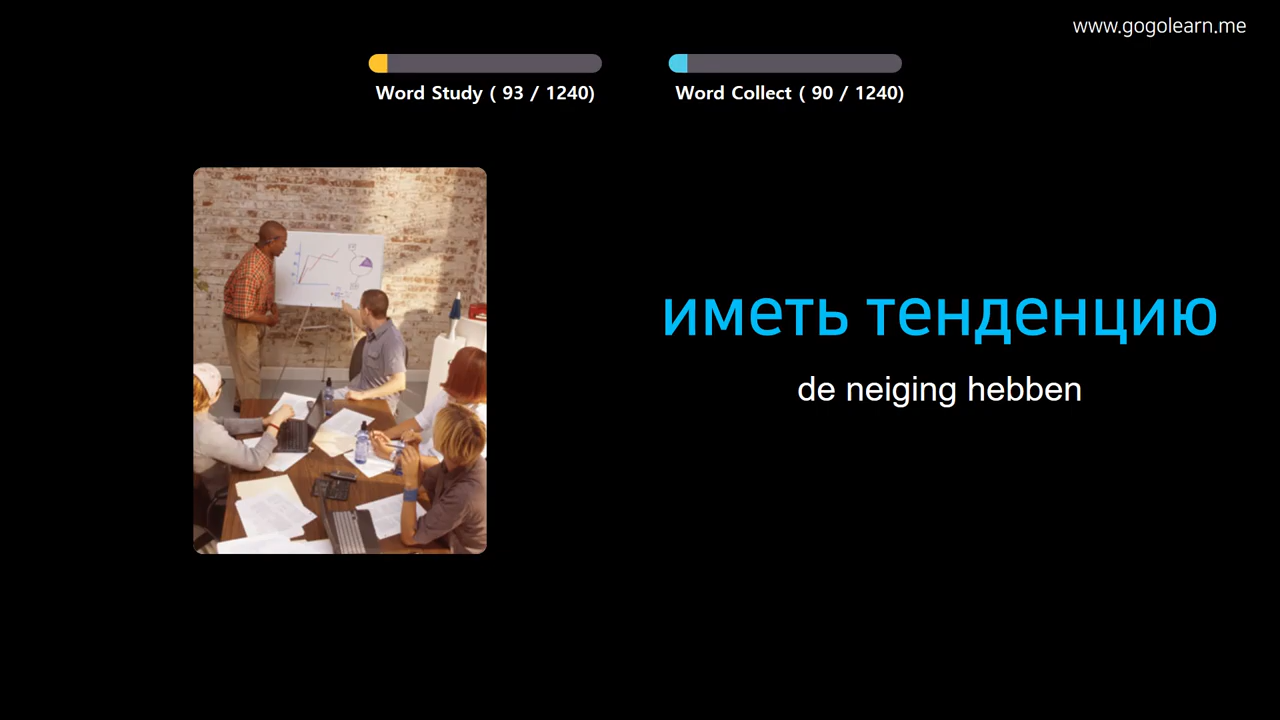 www.gogolearn.me
Word Study ( 93 / 1240)
Word Collect ( 90 / 1240)
иметь тенденцию
de neiging hebben